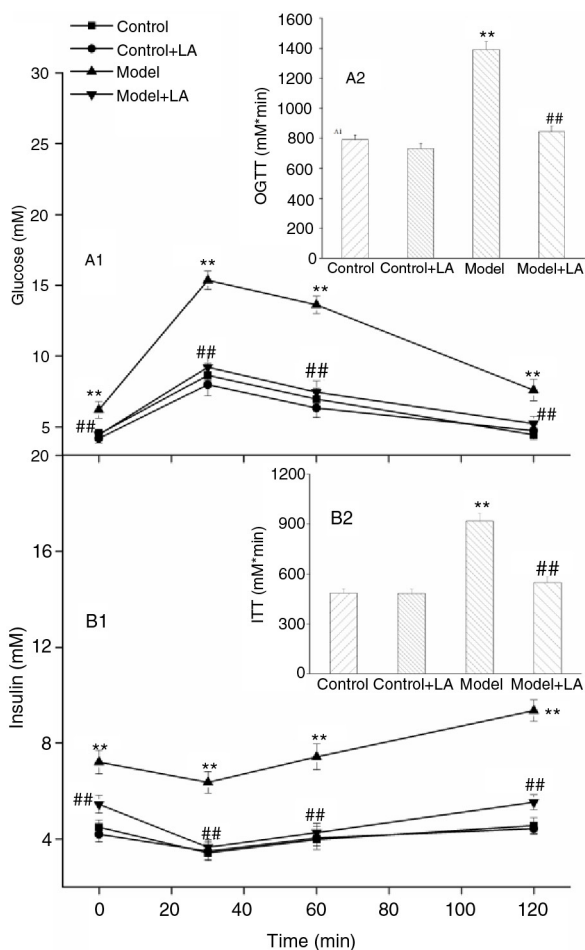 Control
Control+LA
Model
Model+LA
30
25
20
15
10
5
Glucose (mM)
A1
**
**
**
**
##
##
##
##
1600
1400
1200
1000
800
600
400
200
0
OGTT (mM*min)
A2
**
##
Control Control+LA Model Model+LA
20
16
12
8
4
Insulin (mM)
B1
**
**
**
**
##
##
##
##
1200
900
600
300
0
ITT (mM*min)
B2
**
##
Control Control+LA Model Model+LA
0 20 40 60 80 100 120
Time (min)